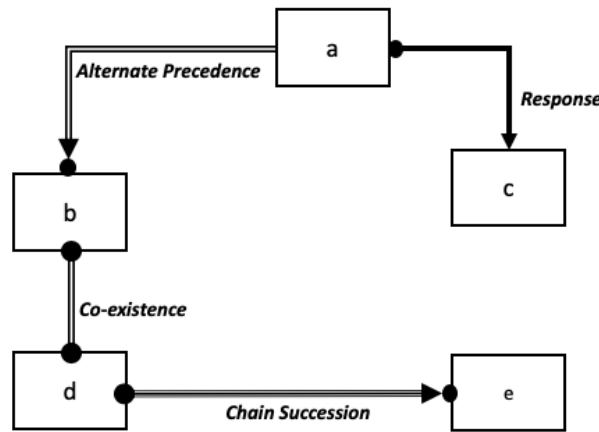 a
Alternate Precedence
Response
c
b
Co-existence
d
e
Chain Succession